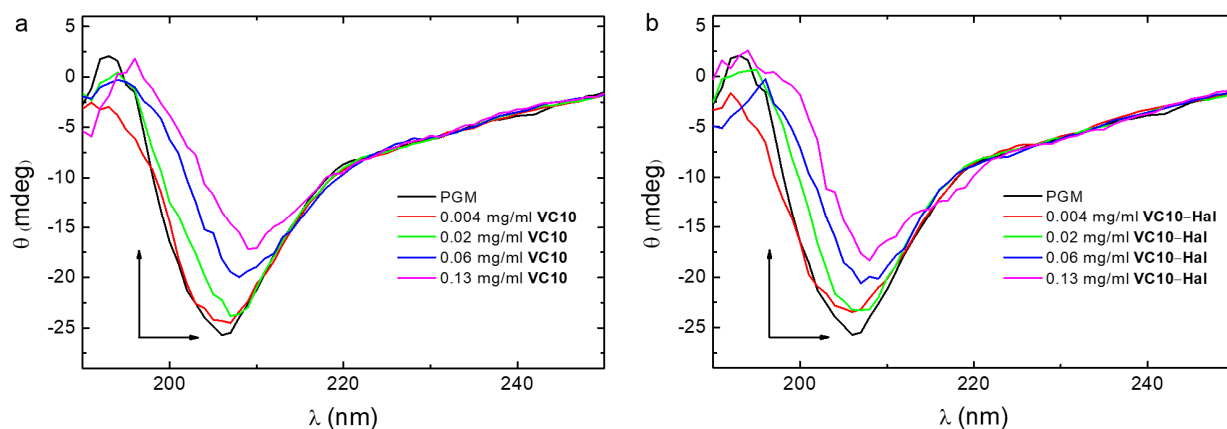 a
5
0
-5
-10
-15
-20
-25
θ (mdeg)
PGM
0.004 mg/ml VC10
0.02 mg/ml VC10
0.06 mg/ml VC10
0.13 mg/ml VC10
200
220
240
λ (nm)
b
5
0
-5
-10
-15
-20
-25
θ (mdeg)
PGM
0.004 mg/ml VC10–Hal
0.02 mg/ml VC10–Hal
0.06 mg/ml VC10–Hal
0.13 mg/ml VC10–Hal
200
220
240
λ (nm)